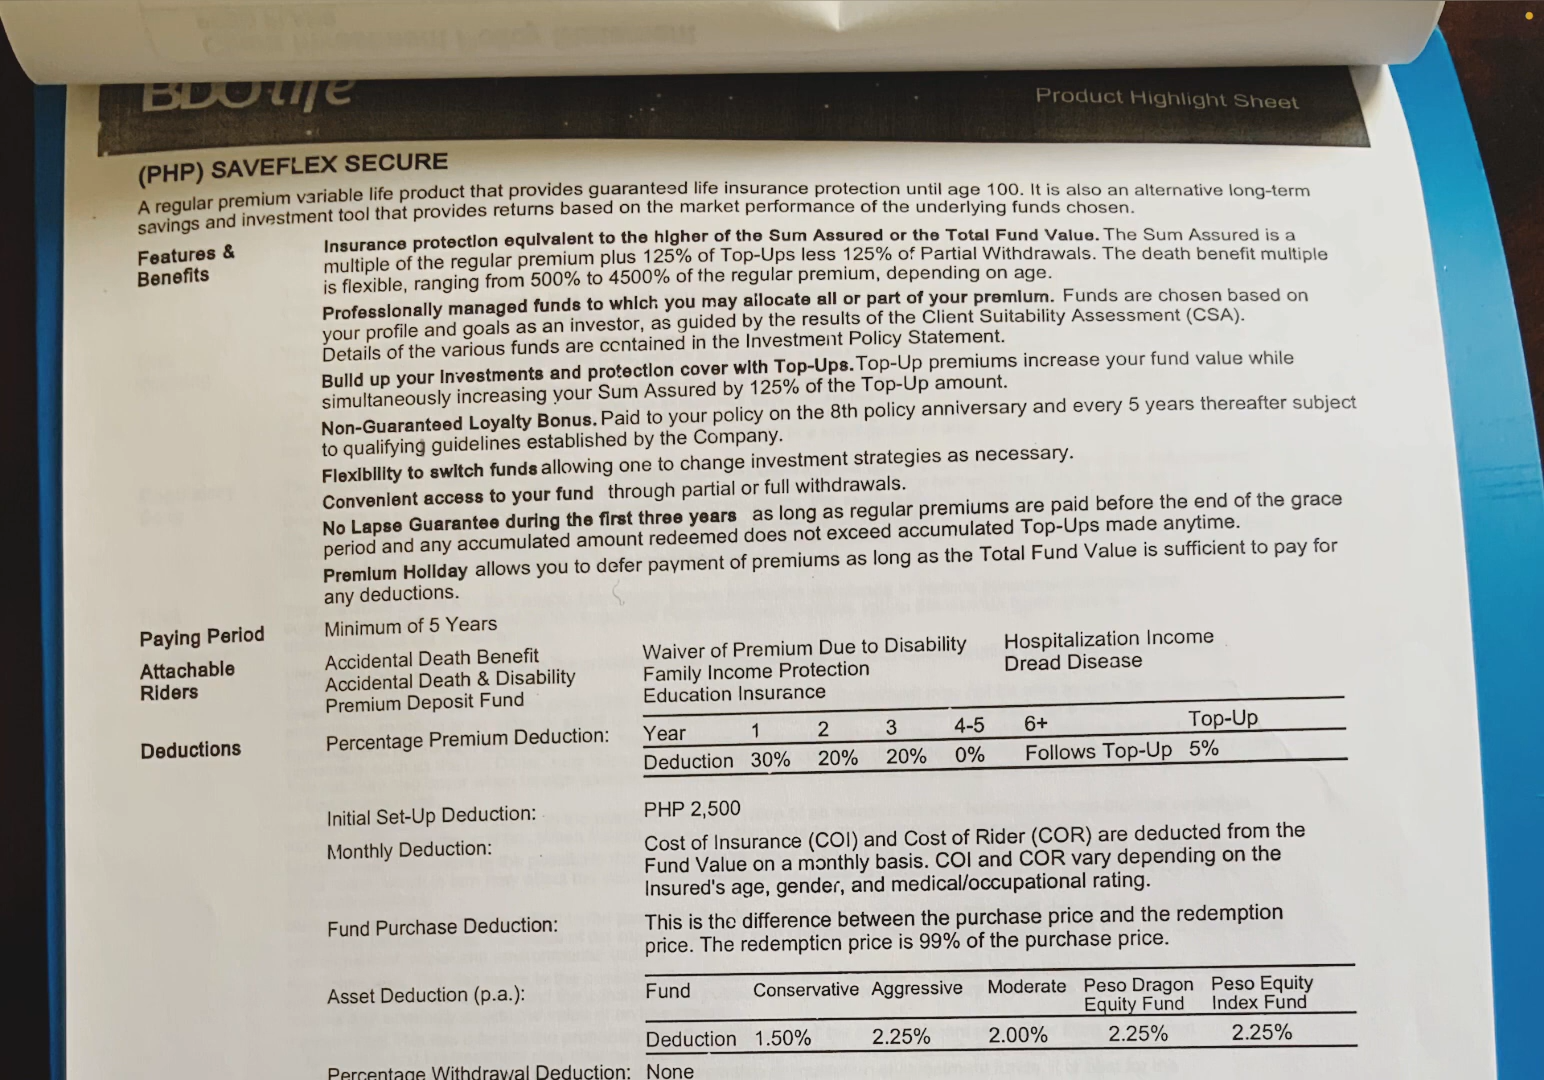 BDO Life
Product Highlight Sheet
(PHP) SAVEFLEX SECURE
A regular premium variable life product that provides guaranteed life insurance protection until age 100. It is also an alternative long-term
savings and investment tool that provides returns based on the market performance of the underlying funds chosen.
Features &
Benefits
Insurance protection equivalent to the higher of the Sum Assured or the Total Fund Value. The Sum Assured is a
multiple of the regular premium plus 125% of Top-Ups less 125% of Partial Withdrawals. The death benefit multiple
is flexible, ranging from 500% to 4500% of the regular premium, depending on age.
Professionally managed funds to which you may allocate all or part of your premium. Funds are chosen based on
your profile and goals as an investor, as guided by the results of the Client Suitability Assessment (CSA).
Details of the various funds are contained in the Investment Policy Statement.
Build up your Investments and protection cover with Top-Ups. Top-Up premiums increase your fund value while
simultaneously increasing your Sum Assured by 125% of the Top-Up amount.
Non-Guaranteed Loyalty Bonus. Paid to your policy on the 8th policy anniversary and every 5 years thereafter subject
to qualifying guidelines established by the Company.
Flexibility to switch funds allowing one to change investment strategies as necessary.
Convenient access to your fund through partial or full withdrawals.
No Lapse Guarantee during the first three years as long as regular premiums are paid before the end of the grace
period and any accumulated amount redeemed does not exceed accumulated Top-Ups made anytime.
Premium Holiday allows you to defer payment of premiums as long as the Total Fund Value is sufficient to pay for
any deductions.
Paying Period Minimum of 5 Years
Attachable
Riders
Accidental Death Benefit Waiver of Premium Due to Disability Hospitalization Income
Accidental Death & Disability Family Income Protection Dread Disease
Premium Deposit Fund Education Insurance
Deductions
Percentage Premium Deduction: Year 1 2 3 4-5 6+ Top-Up
Deduction 30% 20% 20% 0% Follows Top-Up 5%
Initial Set-Up Deduction: PHP 2,500
Monthly Deduction: Cost of Insurance (COI) and Cost of Rider (COR) are deducted from the
Fund Value on a monthly basis. COI and COR vary depending on the
Insured's age, gender, and medical/occupational rating.
Fund Purchase Deduction: This is the difference between the purchase price and the redemption
price. The redemption price is 99% of the purchase price.
Asset Deduction (p.a.): Fund Conservative Aggressive Moderate Peso Dragon Equity Fund Peso Equity Index Fund
Deduction 1.50% 2.25% 2.00% 2.25% 2.25%
Percentage Withdrawal Deduction: None